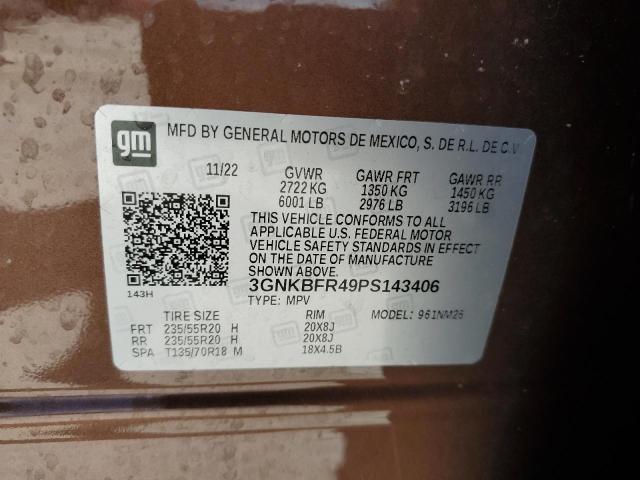 gm MFD BY GENERAL MOTORS DE MEXICO, S. DE R.L. DE C.V
11/22 GVWR GAWR FRT GAWR RR
2722 KG 1350 KG 1450 KG
6001 LB 2976 LB 3196 LB
THIS VEHICLE CONFORMS TO ALL
APPLICABLE U.S. FEDERAL MOTOR
VEHICLE SAFETY STANDARDS IN EFFECT
ON THE DATE OF MANUFACTURE
SHOWN ABOVE.
143H 3GNKBFR49PS143406
TYPE: MPV
TIRE SIZE RIM MODEL: 961NM26
FRT 235/55R20 H 20X8J
RR 235/55R20 H 20X8J
SPA T135/70R18 M 18X4.5B